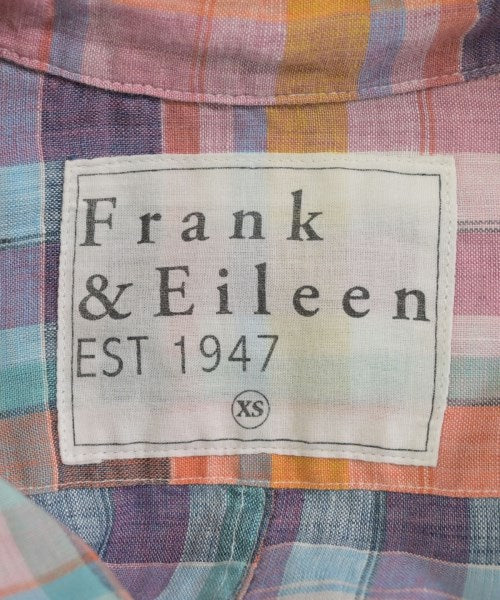 Frank
& Eileen
EST 1947
XS